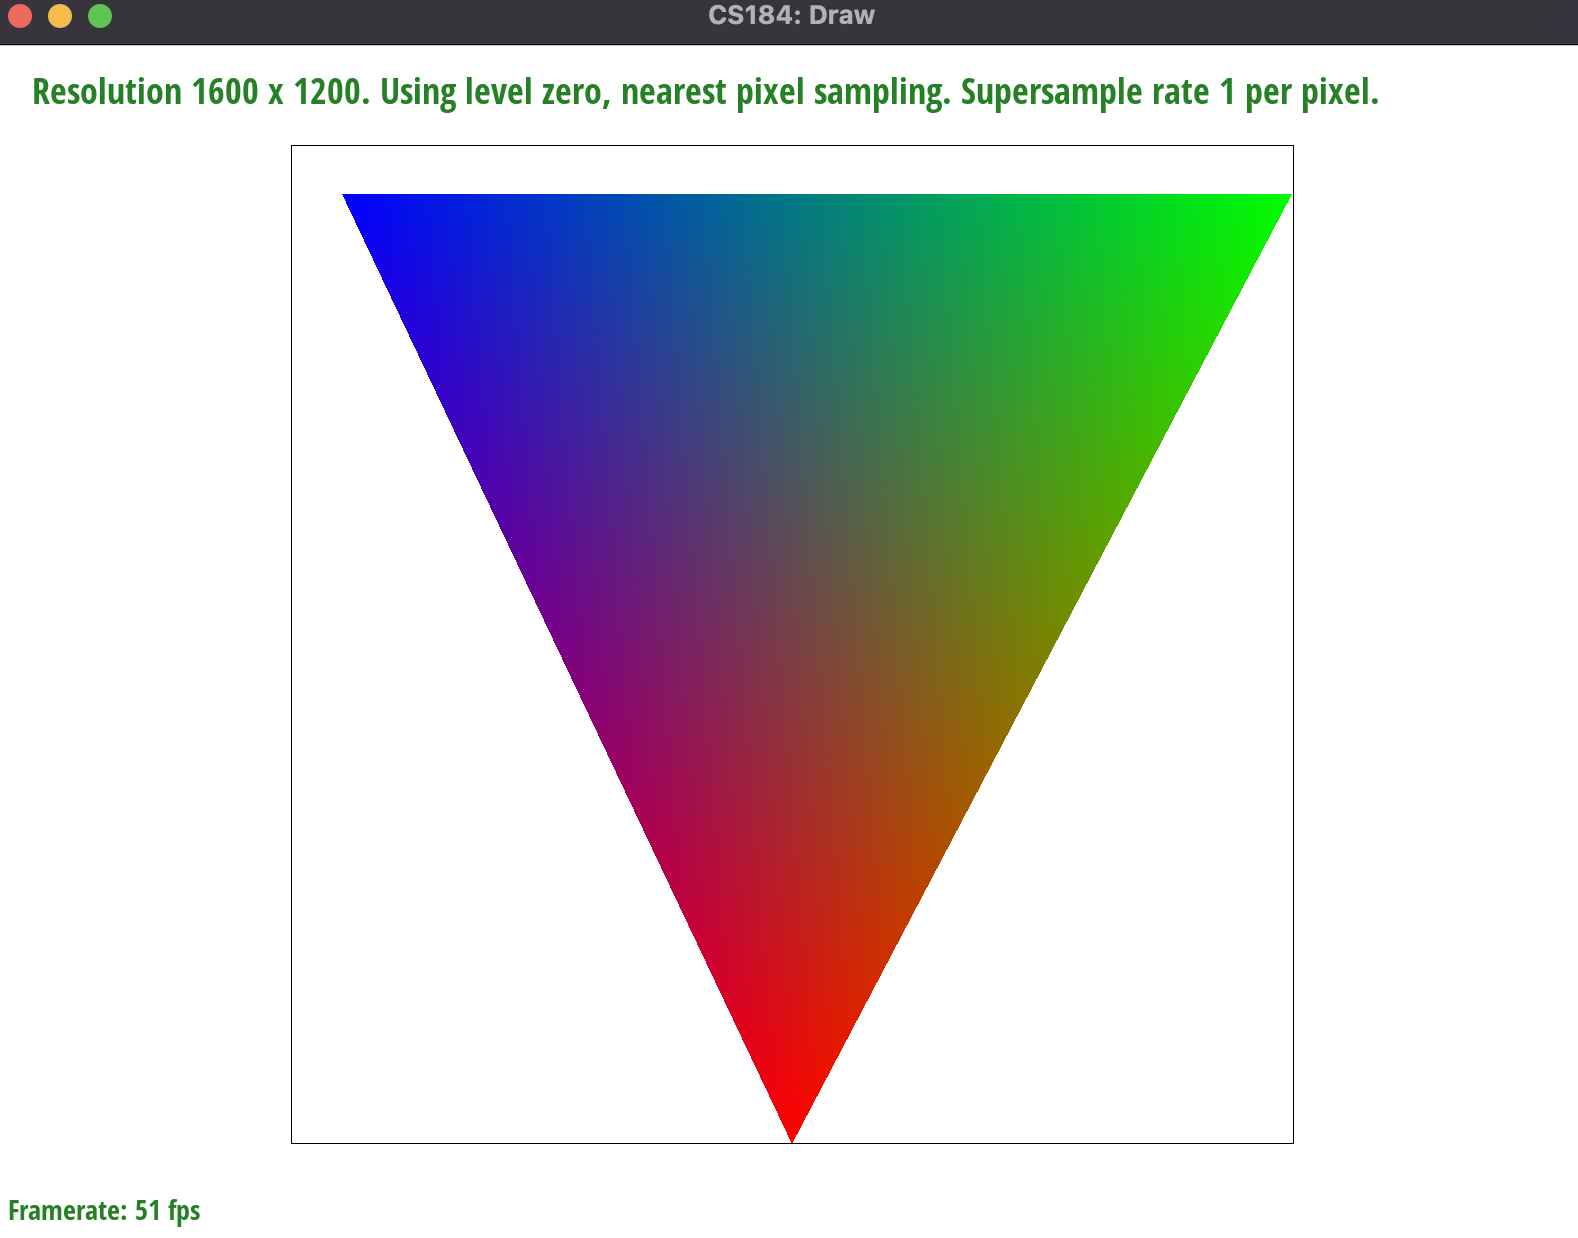 CS184: Draw
Resolution 1600 x 1200. Using level zero, nearest pixel sampling. Supersample rate 1 per pixel.
Framerate: 51 fps